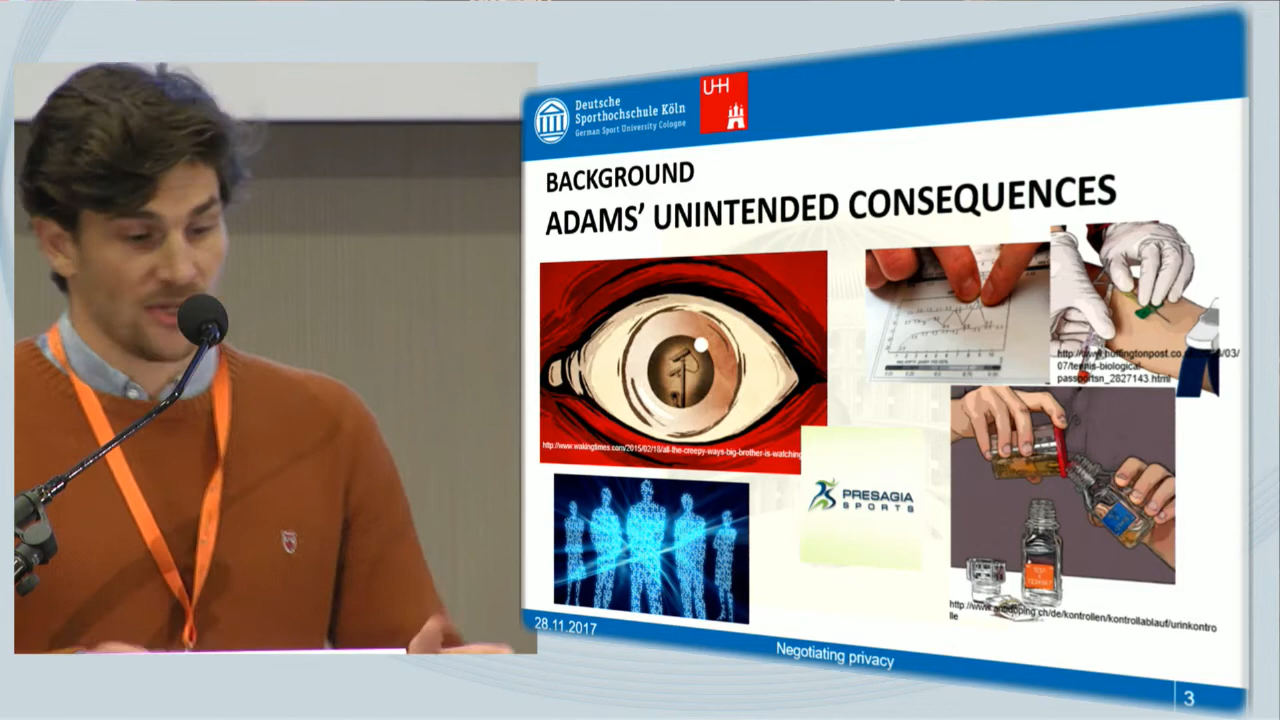 Deutsche
Sporthochschule Köln
German Sport University Cologne
UHH
BACKGROUND
ADAMS’ UNINTENDED CONSEQUENCES
http://www.wakingtimes.com/2015/02/18/all-the-creepy-ways-big-brother-is-watching
07/tennis-biological-
passportsn_2827143.html
PRESAGIA
SPORTS
http://www.antidoping.ch/de/kontrollen/kontrollablauf/urinkontro
lle
28.11.2017
Negotiating privacy
3